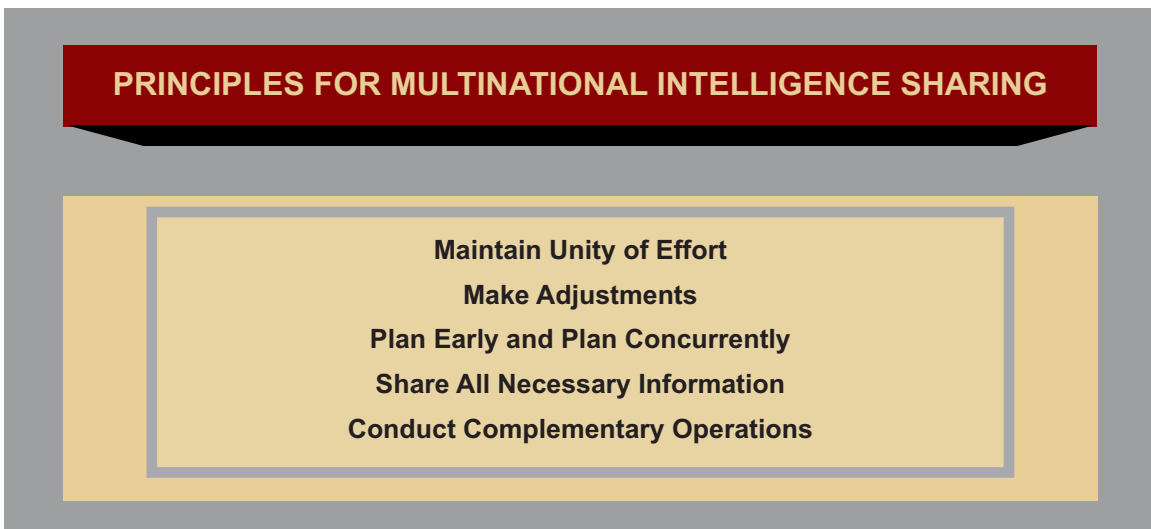 PRINCIPLES FOR MULTINATIONAL INTELLIGENCE SHARING
Maintain Unity of Effort
Make Adjustments
Plan Early and Plan Concurrently
Share All Necessary Information
Conduct Complementary Operations